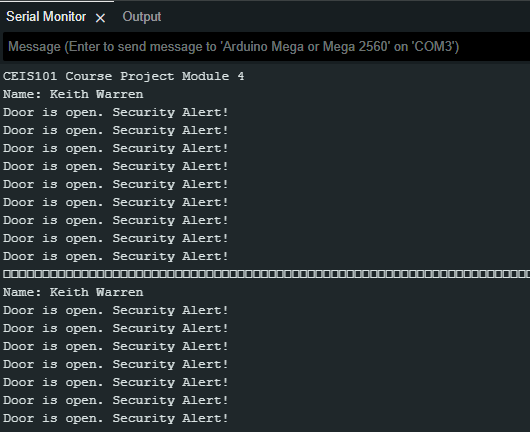 Serial Monitor × Output
Message (Enter to send message to 'Arduino Mega or Mega 2560' on 'COM3')
CEIS101 Course Project Module 4
Name: Keith Warren
Door is open. Security Alert!
Door is open. Security Alert!
Door is open. Security Alert!
Door is open. Security Alert!
Door is open. Security Alert!
Door is open. Security Alert!
Door is open. Security Alert!
Door is open. Security Alert!
Door is open. Security Alert!
Name: Keith Warren
Door is open. Security Alert!
Door is open. Security Alert!
Door is open. Security Alert!
Door is open. Security Alert!
Door is open. Security Alert!
Door is open. Security Alert!
Door is open. Security Alert!